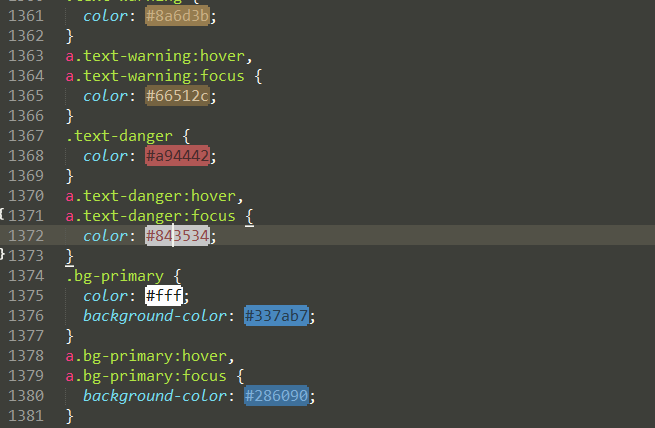 1361 color: #8a6d3b;
1362 }
1363 a.text-warning:hover,
1364 a.text-warning:focus {
1365 color: #66512c;
1366 }
1367 .text-danger {
1368 color: #a94442;
1369 }
1370 a.text-danger:hover,
1371 a.text-danger:focus {
1372 color: #843534;
1373 }
1374 .bg-primary {
1375 color: #fff;
1376 background-color: #337ab7;
1377 }
1378 a.bg-primary:hover,
1379 a.bg-primary:focus {
1380 background-color: #286090;
1381 }